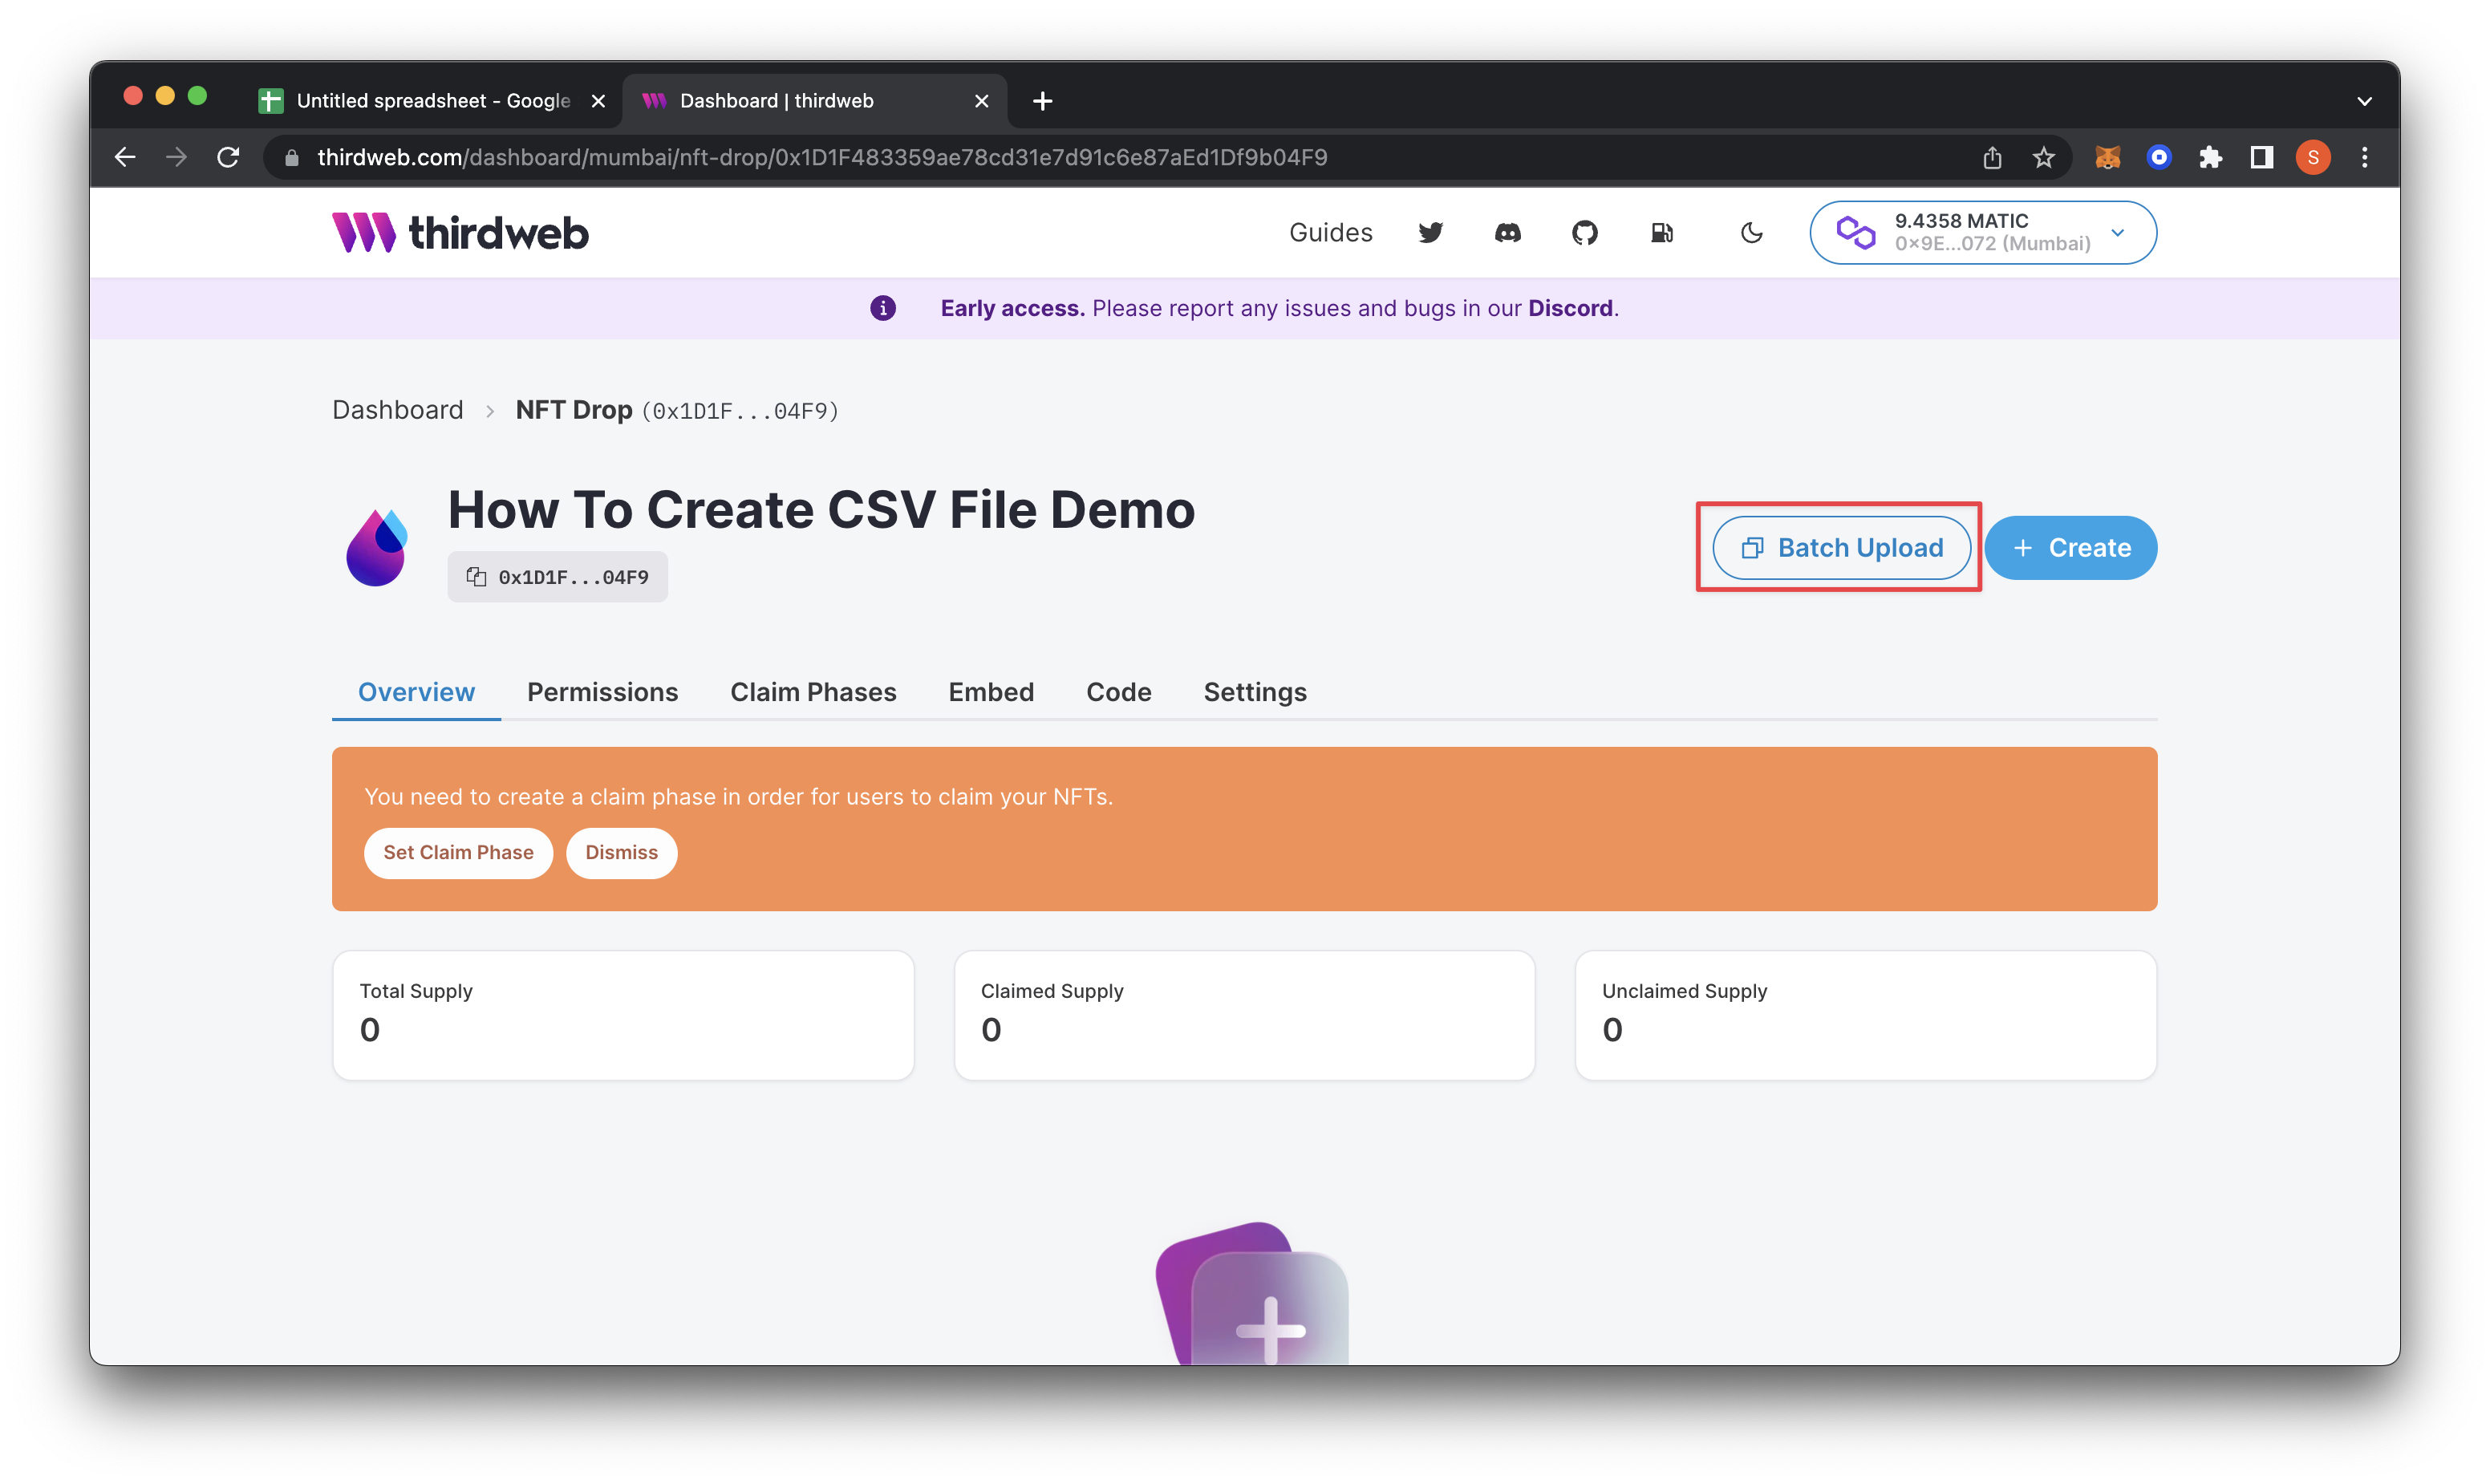 Untitled spreadsheet - Google
Dashboard | thirdweb
thirdweb.com/dashboard/mumbai/nft-drop/0x1D1F483359ae78cd31e7d91c6e87aEd1Df9b04F9
S
thirdweb
Guides
9.4358 MATIC
0x9E...072 (Mumbai)
Early access. Please report any issues and bugs in our Discord.
Dashboard > NFT Drop (0x1D1F...04F9)
How To Create CSV File Demo
0x1D1F...04F9
Batch Upload
+ Create
Overview Permissions Claim Phases Embed Code Settings
You need to create a claim phase in order for users to claim your NFTs.
Set Claim Phase Dismiss
Total Supply
0
Claimed Supply
0
Unclaimed Supply
0